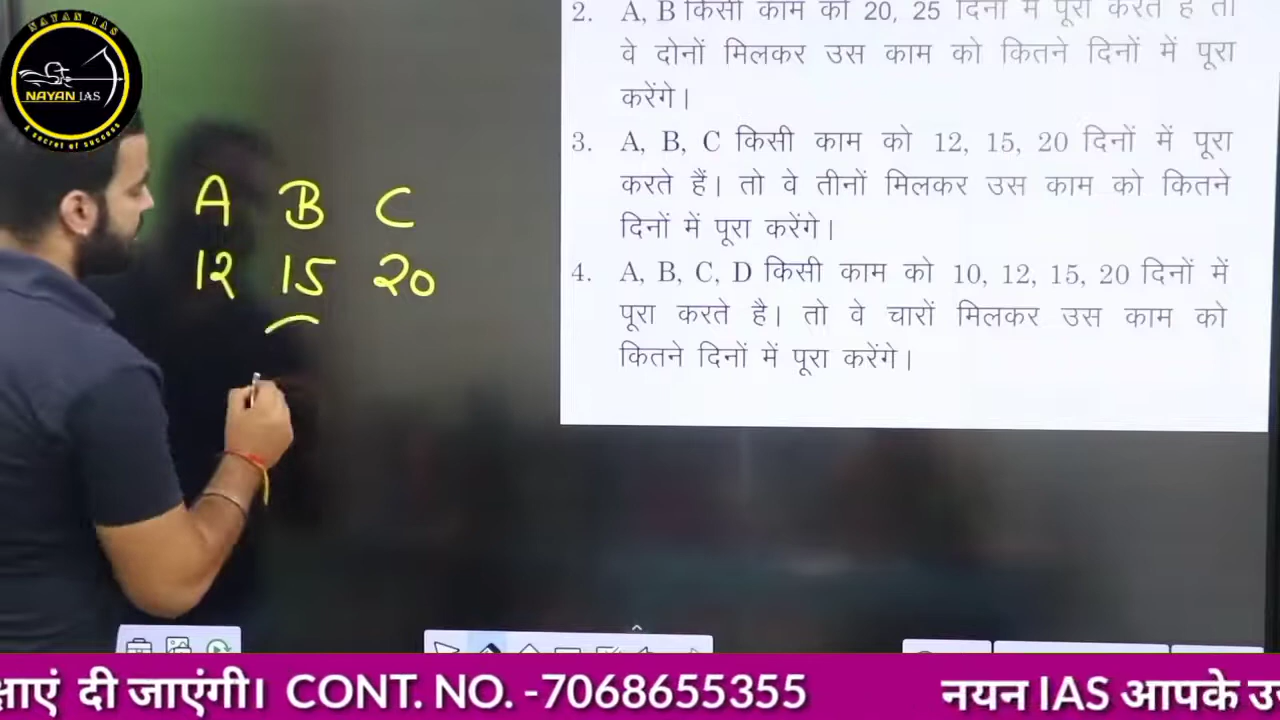 NAYAN IAS
NAYAN IAS
A secret of success
2. A, B किसी काम को 20, 25 दिनों में पूरा करते हैं तो
वे दोनों मिलकर उस काम को कितने दिनों में पूरा
करेंगे।
3. A, B, C किसी काम को 12, 15, 20 दिनों में पूरा
करते हैं। तो वे तीनों मिलकर उस काम को कितने
दिनों में पूरा करेंगे।
4. A, B, C, D किसी काम को 10, 12, 15, 20 दिनों में
पूरा करते है। तो वे चारों मिलकर उस काम को
कितने दिनों में पूरा करेंगे।
A B C
12 15 20
दी जाएंगी। CONT. NO. -7068655355 नयन IAS आपके